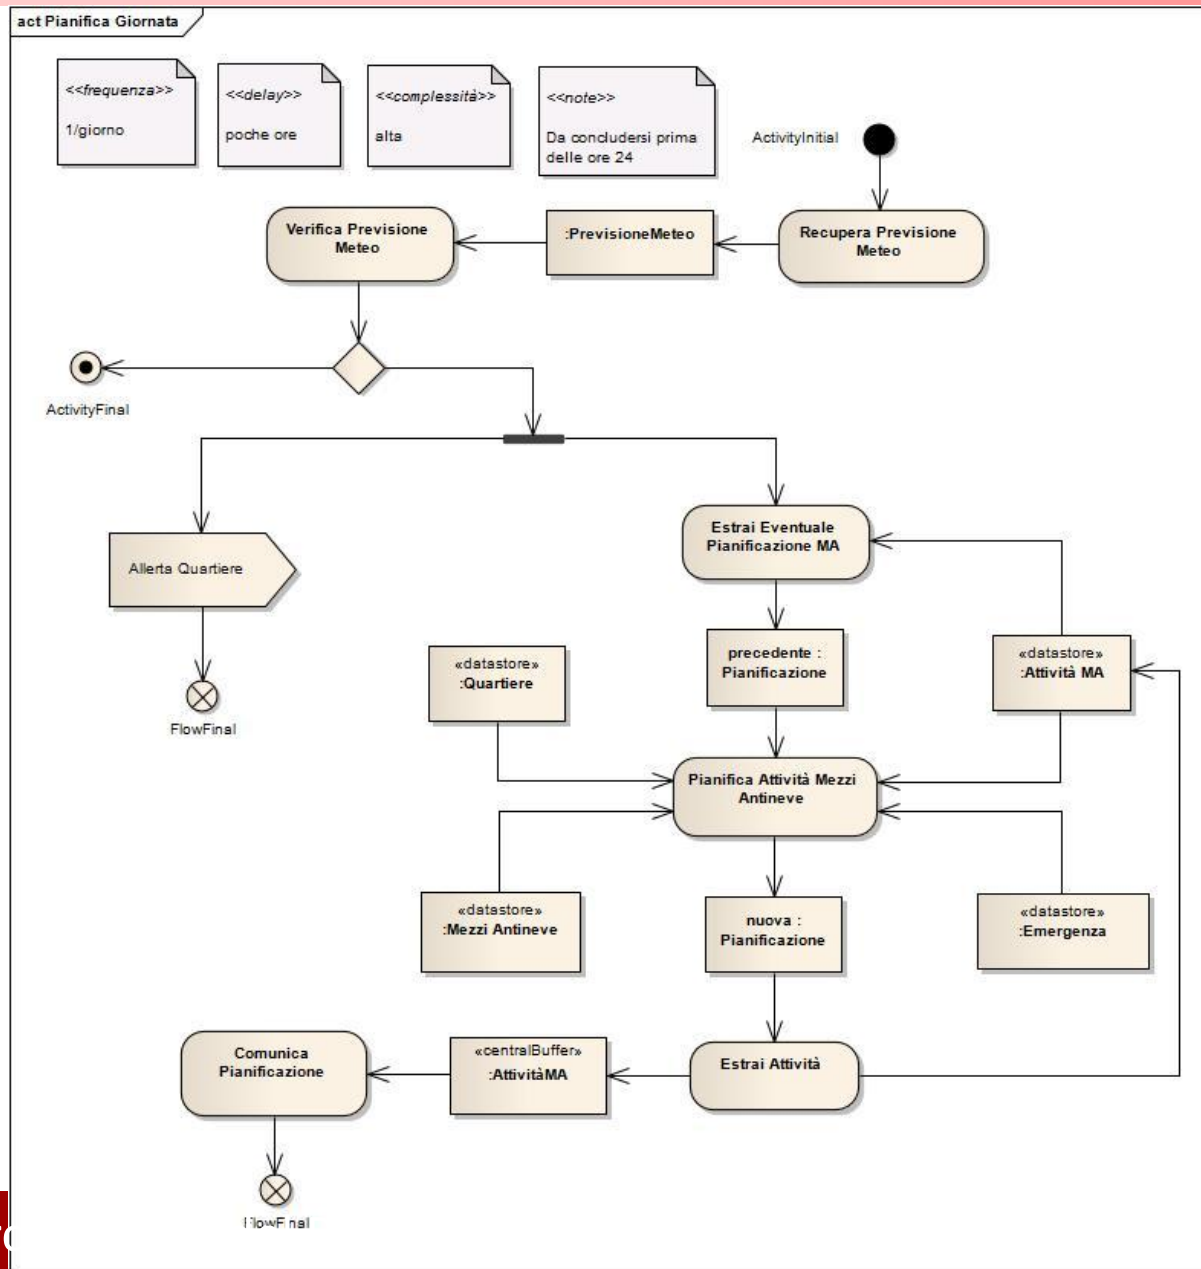 act Pianifica Giornata
<<frequenza>>
1/giorno
<<delay>>
poche ore
<<complessità>>
alta
<<note>>
Da concludersi prima
delle ore 24
ActivityInitial
Verifica Previsione
Meteo
:PrevisioneMeteo
Recupera Previsione
Meteo
ActivityFinal
Estrai Eventuale
Pianificazione MA
Allerta Quartiere
FlowFinal
«datastore»
:Quartiere
precedente :
Pianificazione
«datastore»
:Attività MA
Pianifica Attività Mezzi
Antineve
«datastore»
:Mezzi Antineve
nuova :
Pianificazione
«datastore»
:Emergenza
Comunica
Pianificazione
«centralBuffer»
:AttivitàMA
Estrai Attività
FlowFinal